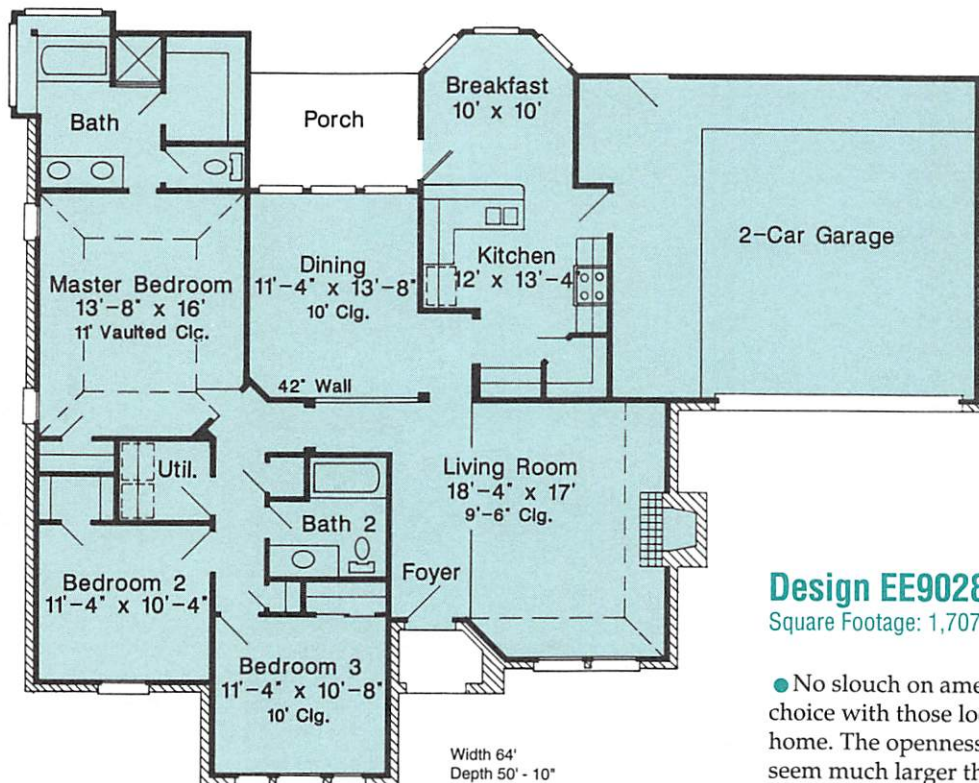 Bath
Porch
Breakfast
10' x 10'
Master Bedroom
13'-8" x 16'
11' Vaulted Clg.
Dining
11'-4" x 13'-8"
10' Clg.
Kitchen
12' x 13'-4"
2-Car Garage
42" Wall
Util.
Bath 2
Living Room
18'-4" x 17'
9'-6" Clg.
Foyer
Bedroom 2
11'-4" x 10'-4"
Bedroom 3
11'-4" x 10'-8"
10' Clg.
Width 64'
Depth 50' - 10"
Design EE9028
Square Footage: 1,707
● No slouch on
choice with those
home. The openness
seem much larger